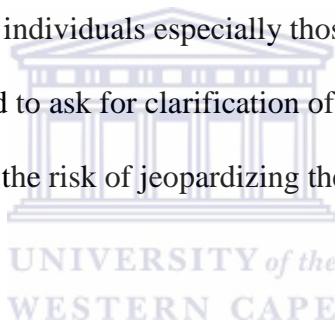 individuals especially thos
to ask for clarification of
the risk of jeopardizing the
UNIVERSITY of the
WESTERN CAPE